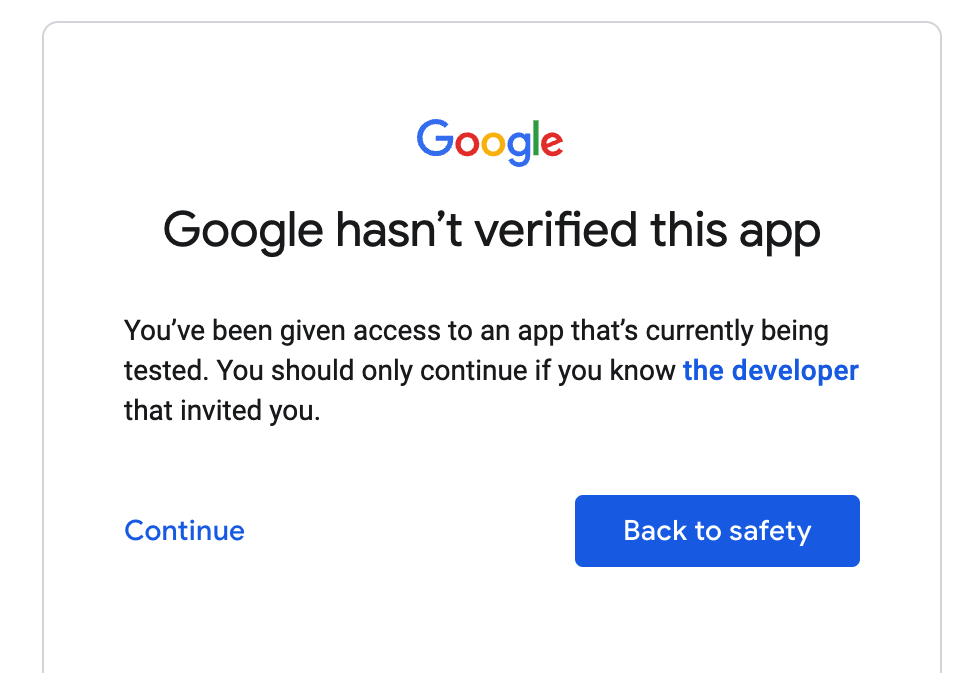 Google
Google hasn’t verified this app
You’ve been given access to an app that’s currently being
tested. You should only continue if you know the developer
that invited you.
Continue
Back to safety